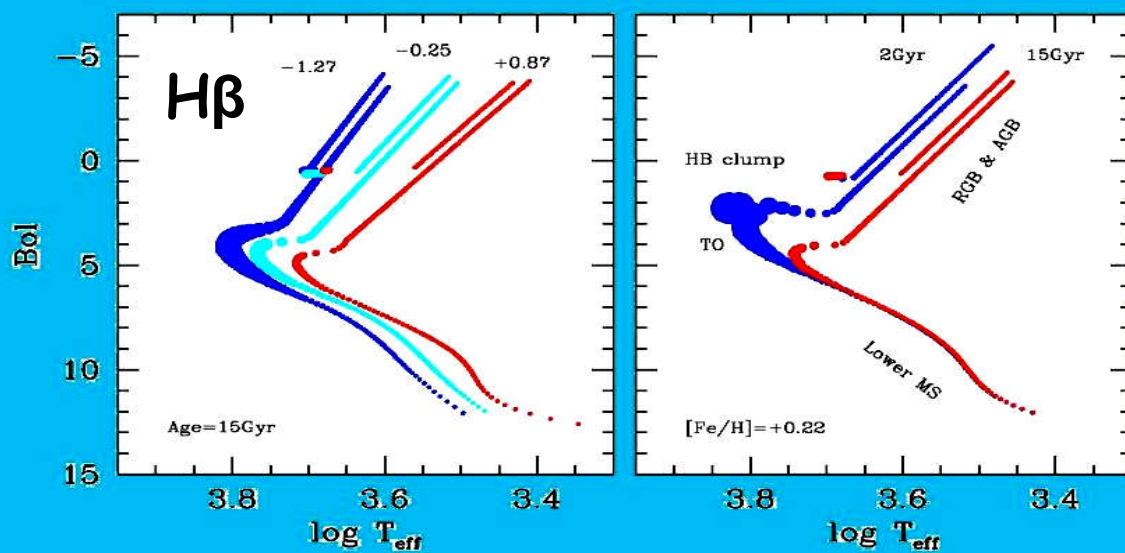 -1.27
-0.25
+0.87
Hβ
Age=15Gyr
Bol
-5
0
5
10
15
3.8
3.6
3.4
log T_eff
2Gyr
15Gyr
HB clump
RGB & AGB
TO
Lower MS
[Fe/H]=+0.22
3.8
3.6
3.4
log T_eff